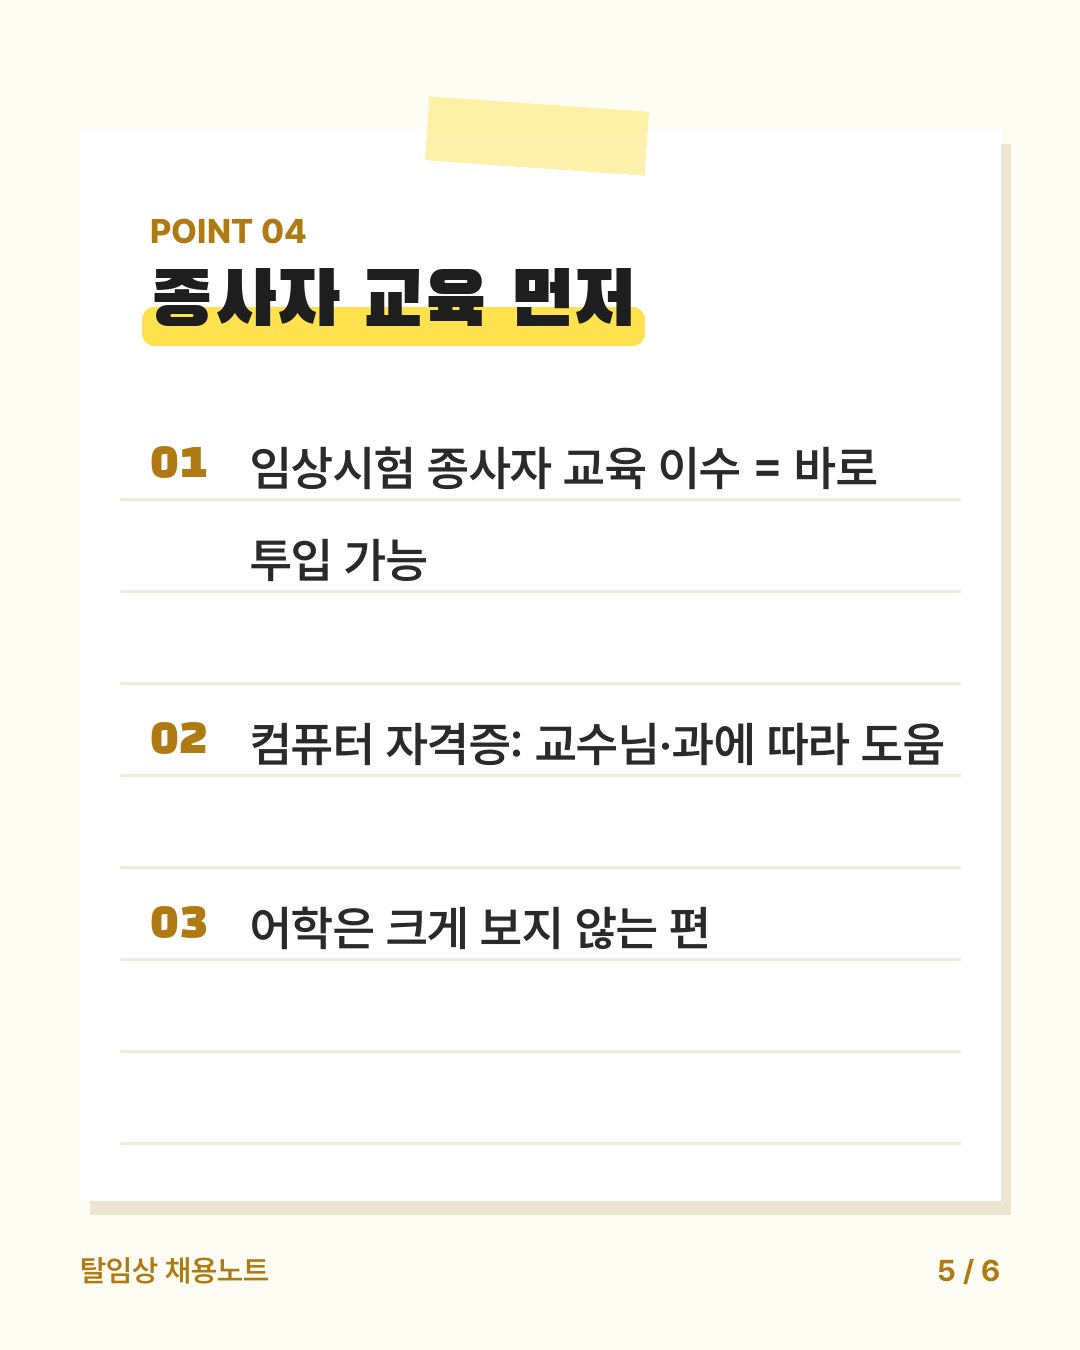 POINT 04
종사자 교육 먼저
01 임상시험 종사자 교육 이수 = 바로
투입 가능
02 컴퓨터 자격증: 교수님·과에 따라 도움
03 어학은 크게 보지 않는 편
탈임상 채용노트
5 / 6